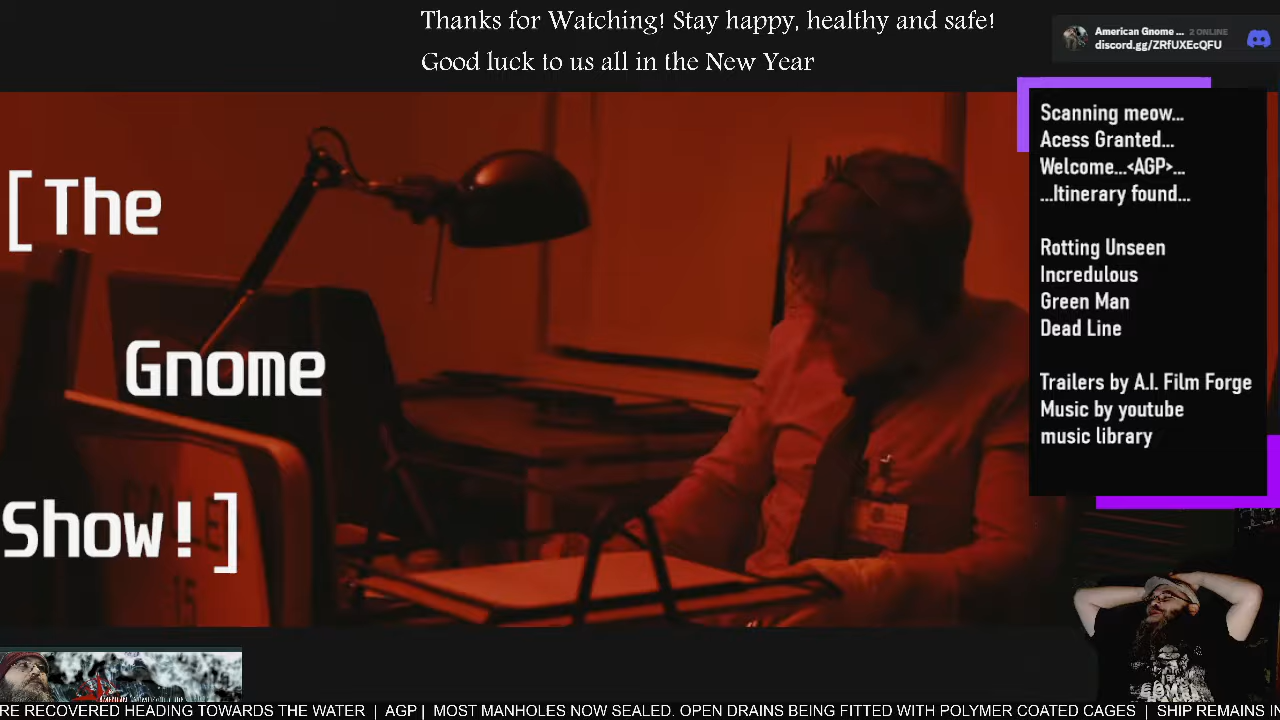 Thanks for Watching! Stay happy, healthy and safe!
Good luck to us all in the New Year
American Gnome ... 2 ONLINE
discord.gg/ZRfUXEcQFU
Scanning meow...
Acess Granted...
Welcome...<AGP>...
...Itinerary found...
Rotting Unseen
Incredulous
Green Man
Dead Line
Trailers by A.I. Film Forge
Music by youtube
music library
[The
Gnome
Show!]
RE RECOVERED HEADING TOWARDS THE WATER | AGP | MOST MANHOLES NOW SEALED. OPEN DRAINS BEING FITTED WITH POLYMER COATED CAGES | SHIP REMAINS IN